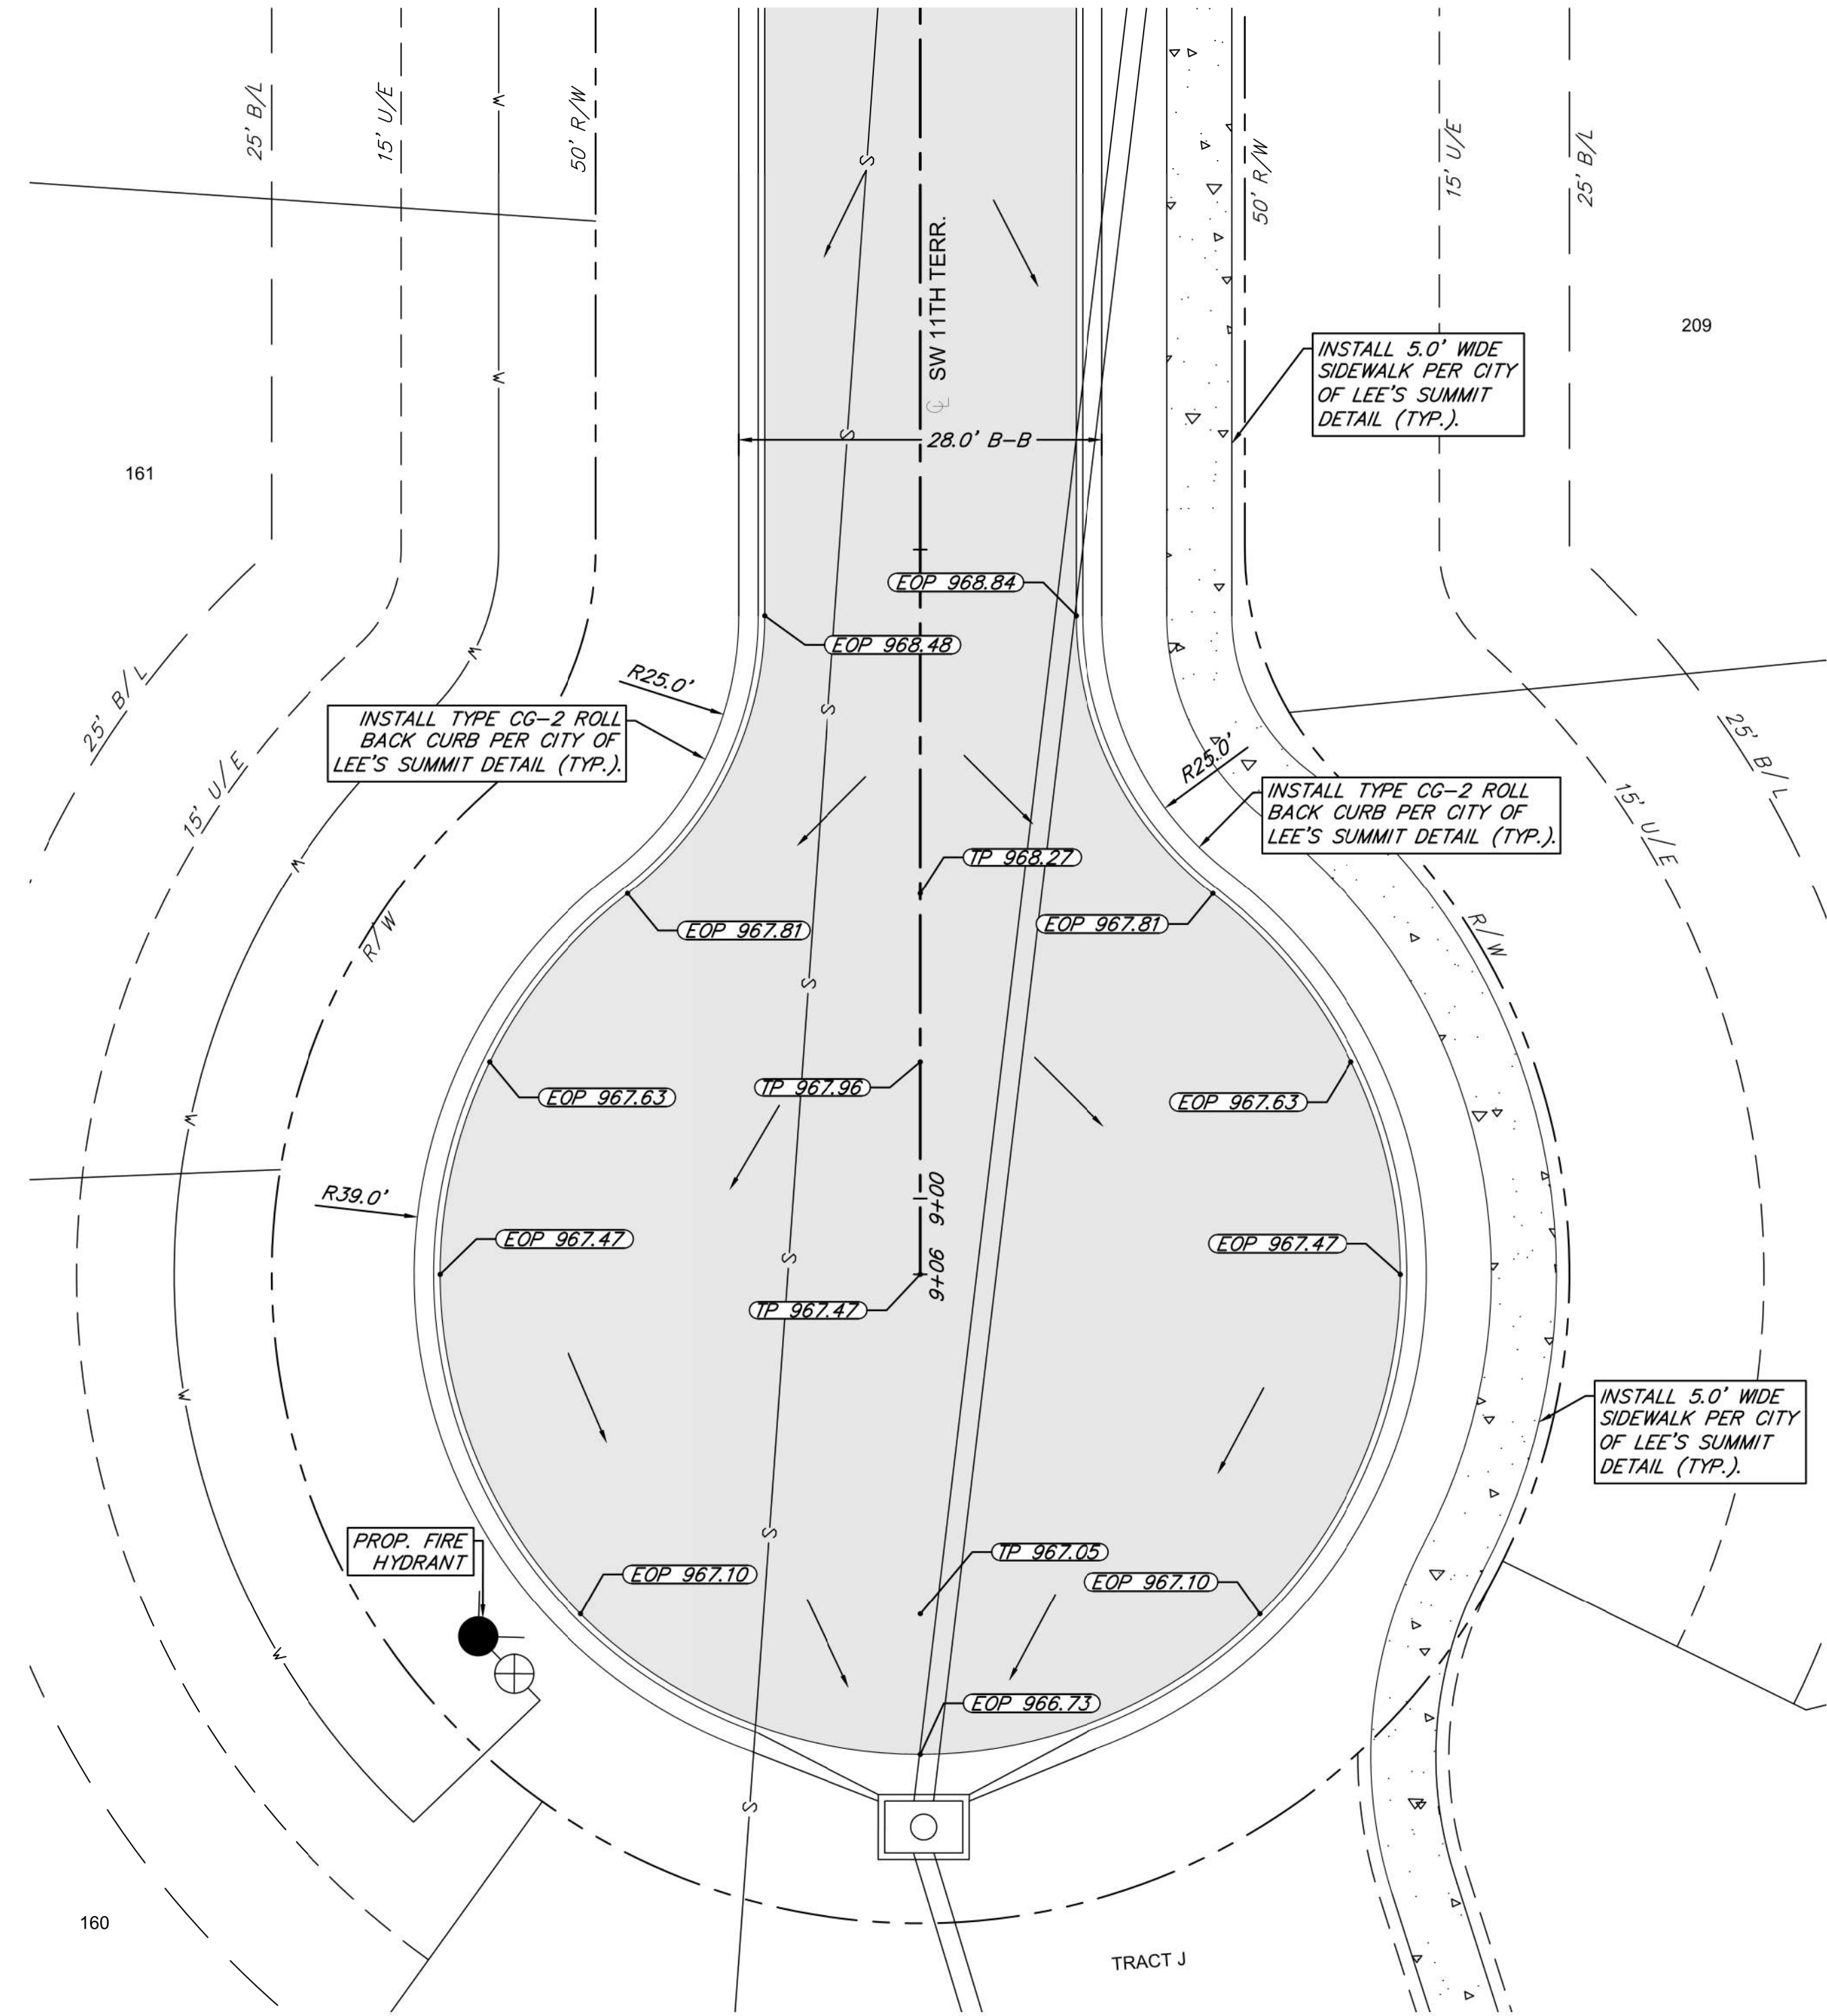 25' B/L
15' U/E
W
50' R/W
S
SW 11TH TERR.
℄
50' R/W
15' U/E
25' B/L
209
INSTALL 5.0' WIDE
SIDEWALK PER CITY
OF LEE'S SUMMIT
DETAIL (TYP.).
W
S
28.0' B-B
161
EOP 968.84
EOP 968.48
W
R25.0'
25' B/L
INSTALL TYPE CG-2 ROLL
BACK CURB PER CITY OF
LEE'S SUMMIT DETAIL (TYP.).
S
R25.0'
INSTALL TYPE CG-2 ROLL
BACK CURB PER CITY OF
LEE'S SUMMIT DETAIL (TYP.).
25' B/L
15' U/E
15' U/E
W
TP 968.27
R/W
EOP 967.81
EOP 967.81
R/W
S
TP 967.96
EOP 967.63
EOP 967.63
W
R39.0'
9+00
EOP 967.47
EOP 967.47
S
9+06
TP 967.47
W
INSTALL 5.0' WIDE
SIDEWALK PER CITY
OF LEE'S SUMMIT
DETAIL (TYP.).
S
PROP. FIRE
HYDRANT
TP 967.05
EOP 967.10
EOP 967.10
W
EOP 966.73
S
160
TRACT J